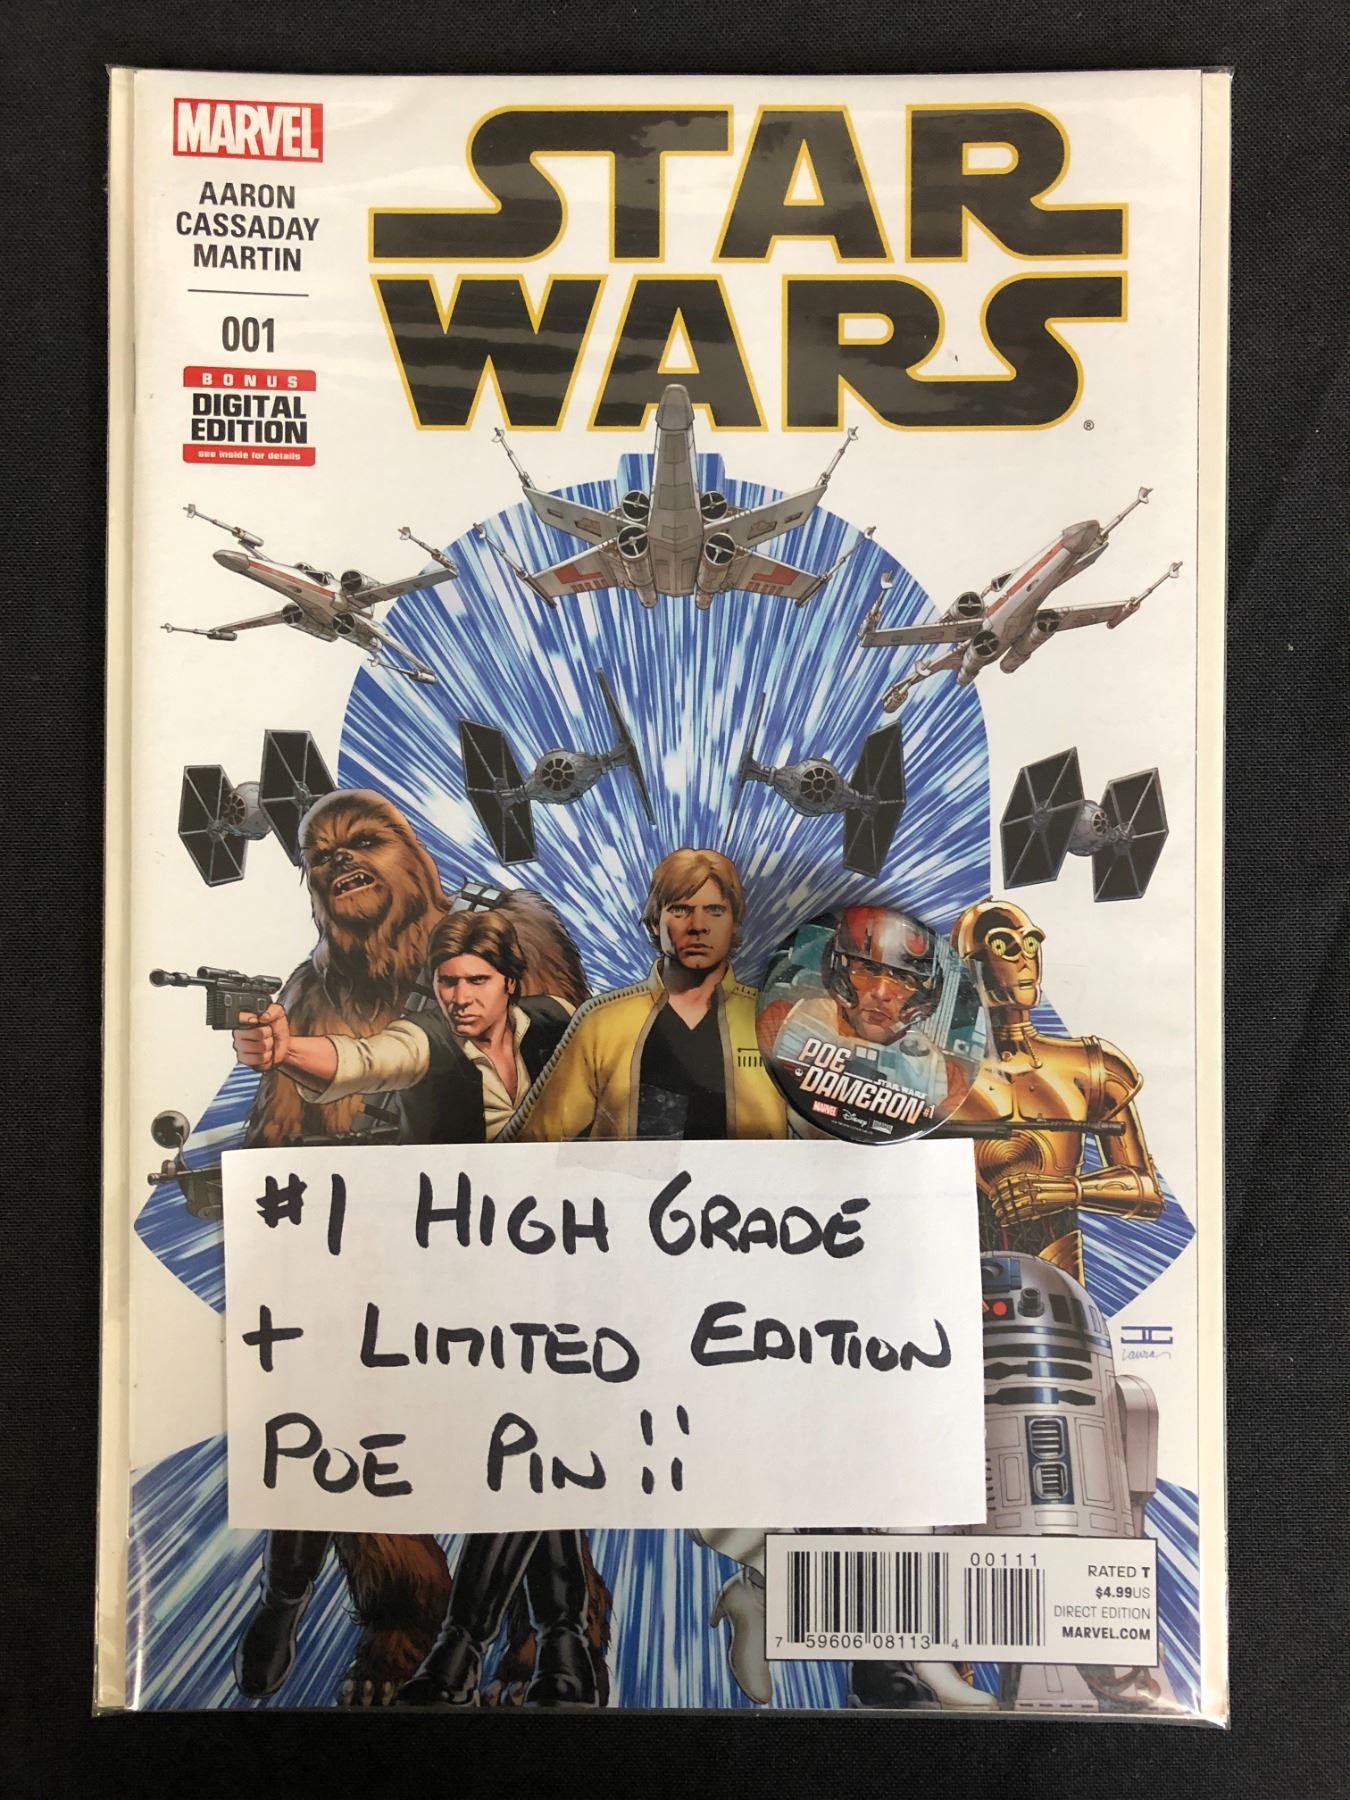 MARVEL
AARON
CASSADAY
MARTIN
001
BONUS
DIGITAL
EDITION
see inside for details
STAR
WARS
®
POE
STAR WARS
DAMERON #1
MARVEL Disney
#1 HIGH GRADE
+ LIMITED EDITION
POE PIN !!
JC
Laura
00111
7 59606 08113 4
RATED T
$4.99US
DIRECT EDITION
MARVEL.COM